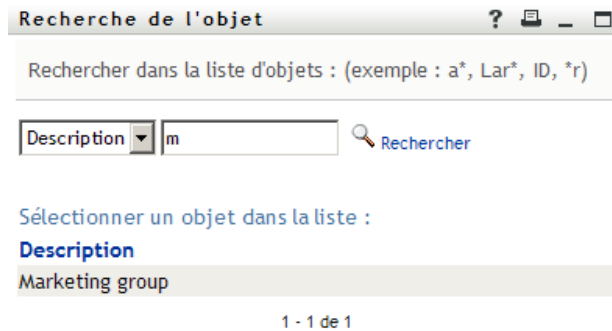 Recherche de l'objet ?
Rechercher dans la liste d'objets : (exemple : a*, Lar*, ID, *r)
Description m Rechercher
Sélectionner un objet dans la liste :
Description
Marketing group
1 - 1 de 1